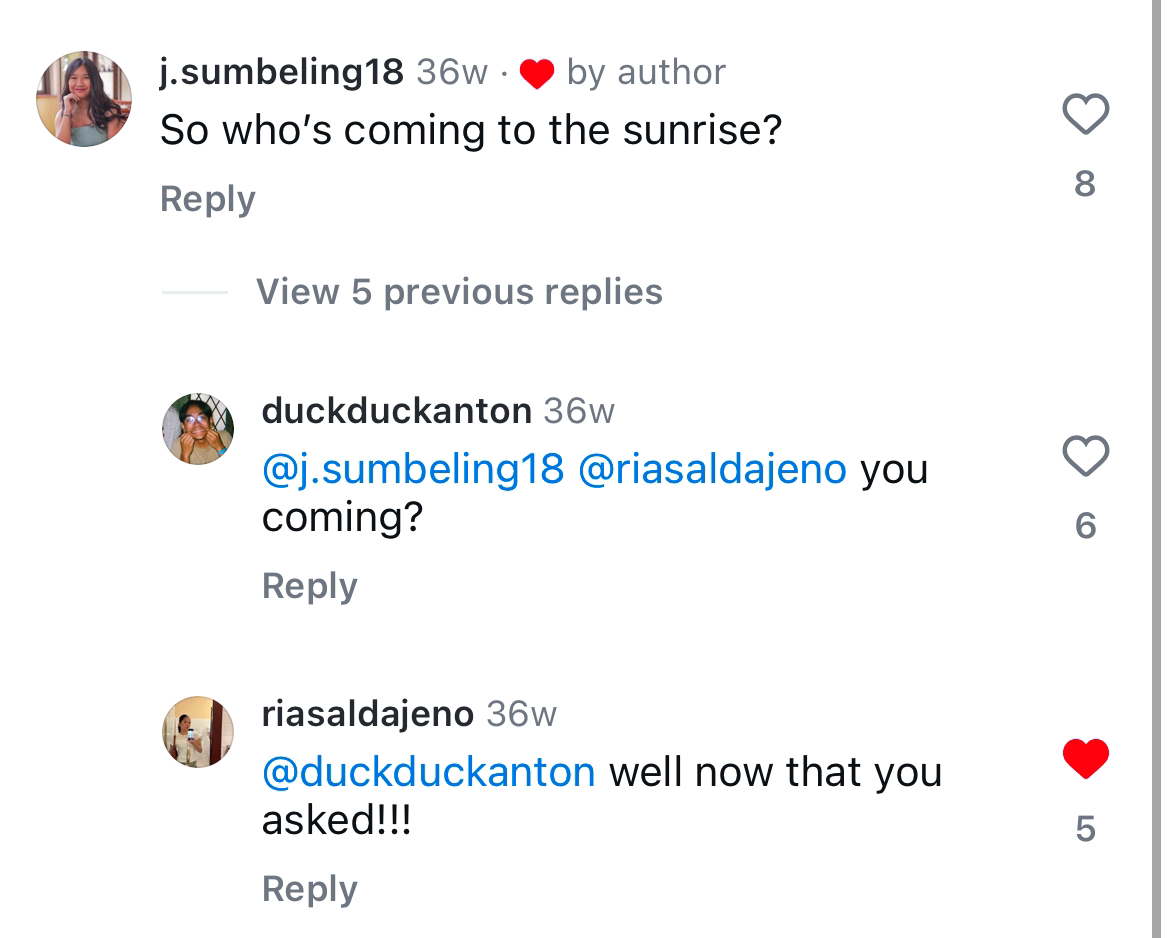 j.sumbeling18 36w · ❤️ by author
So who’s coming to the sunrise?
8
Reply
View 5 previous replies
duckduckanton 36w
@j.sumbeling18 @riasaldajeno you
coming?
6
Reply
riasaldajeno 36w
@duckduckanton well now that you
asked!!!
5
Reply